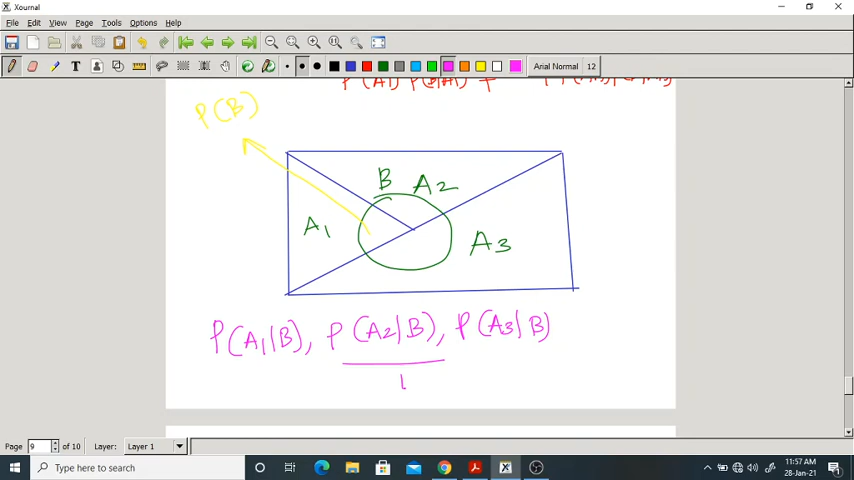 Xournal
File Edit View Page Tools Options Help
Arial Normal 12
P(B)
B A2
A1
A3
P(A1|B), P(A2|B), P(A3|B)
Page 9 of 10 Layer: Layer 1
Type here to search
11:57 AM
28-Jan-21